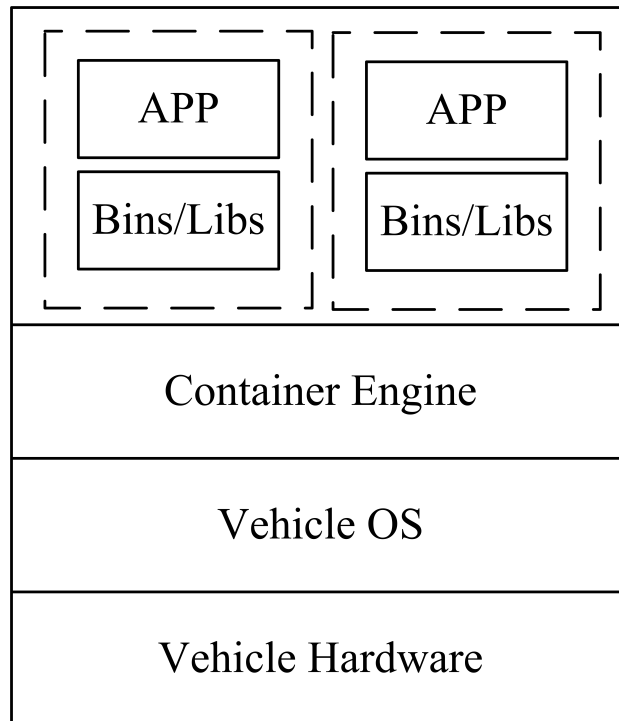 APP
Bins/Libs
APP
Bins/Libs
Container Engine
Vehicle OS
Vehicle Hardware